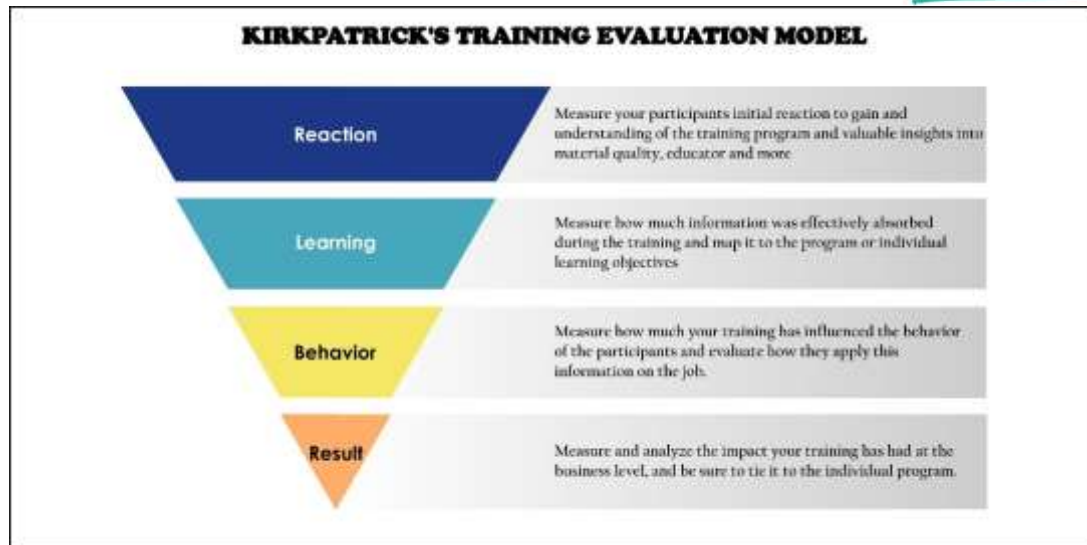 KIRKPATRICK'S TRAINING EVALUATION MODEL
Reaction
Measure your participants initial reaction to gain and
understanding of the training program and valuable insights into
material quality, educator and more
Learning
Measure how much information was effectively absorbed
during the training and map it to the program or individual
learning objectives
Behavior
Measure how much your training has influenced the behavior
of the participants and evaluate how they apply this
information on the job.
Result
Measure and analyze the impact your training has had at the
business level, and be sure to tie it to the individual program.